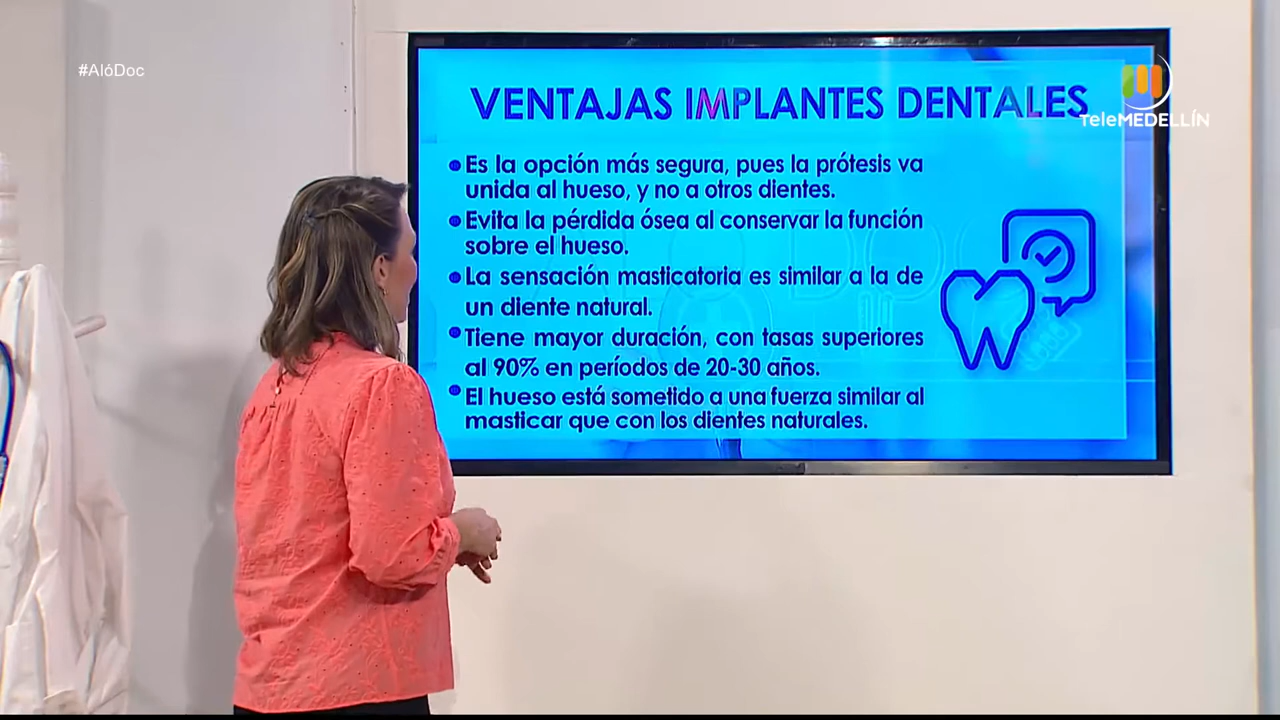 #AlóDoc
VENTAJAS IMPLANTES DENTALES
TeleMEDELLÍN
Es la opción más segura, pues la prótesis va
unida al hueso, y no a otros dientes.
Evita la pérdida ósea al conservar la función
sobre el hueso.
La sensación masticatoria es similar a la de
un diente natural.
Tiene mayor duración, con tasas superiores
al 90% en períodos de 20-30 años.
El hueso está sometido a una fuerza similar al
masticar que con los dientes naturales.